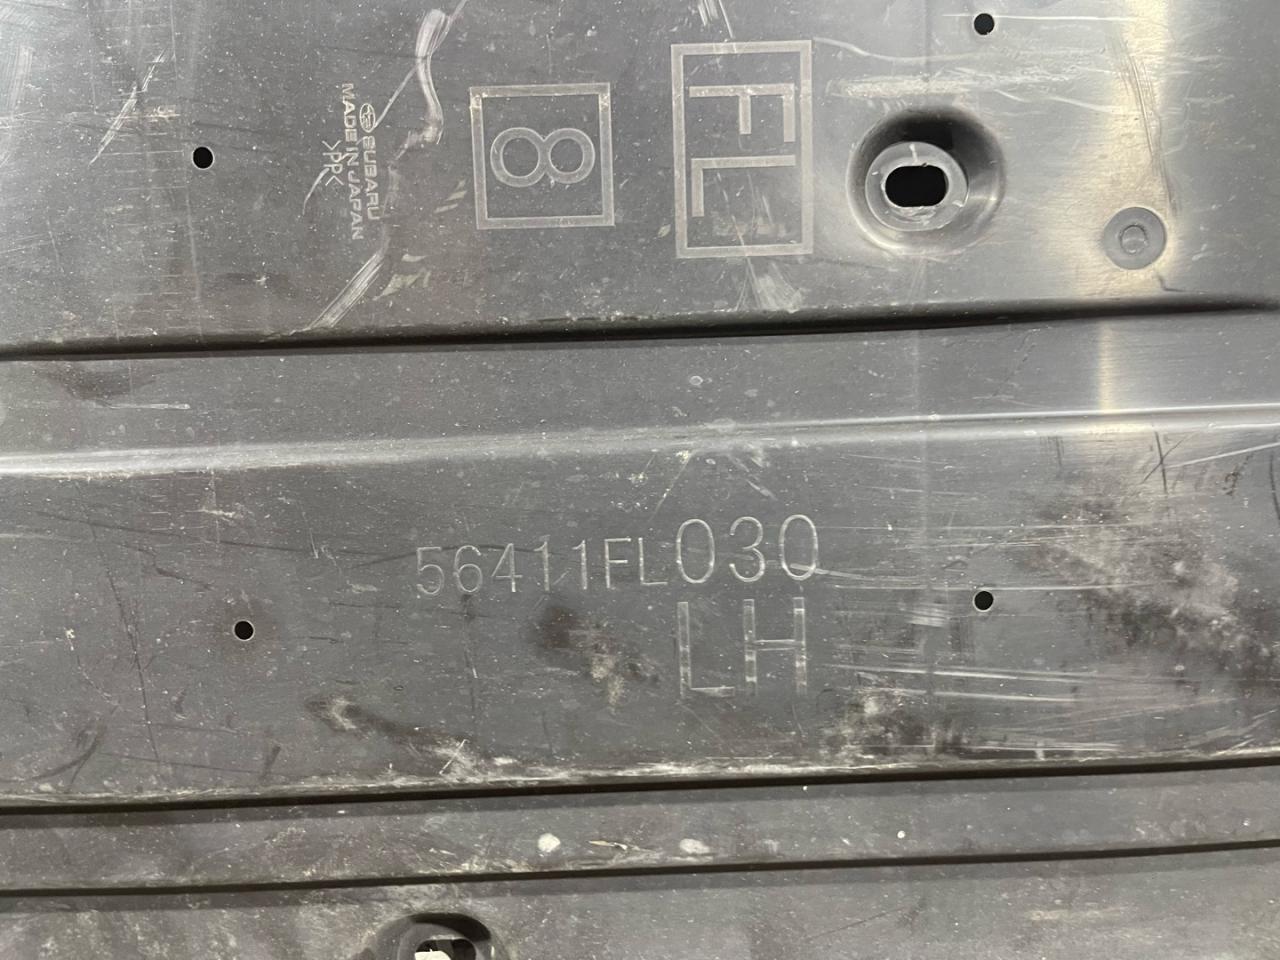 SUBARU
MADE IN JAPAN
>PP<
8
FL
56411FL030
LH